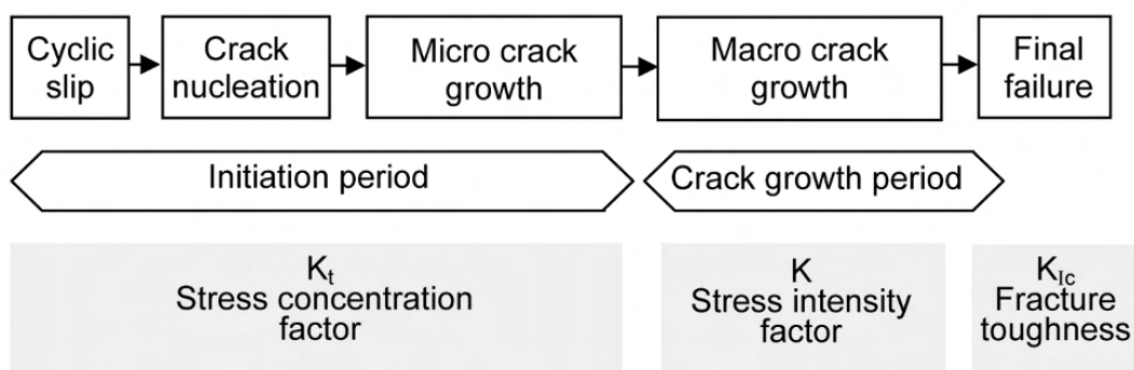 Cyclic
slip
Crack
nucleation
Micro crack
growth
Macro crack
growth
Final
failure
Initiation period
Crack growth period
Kt
Stress concentration
factor
K
Stress intensity
factor
KIc
Fracture
toughness